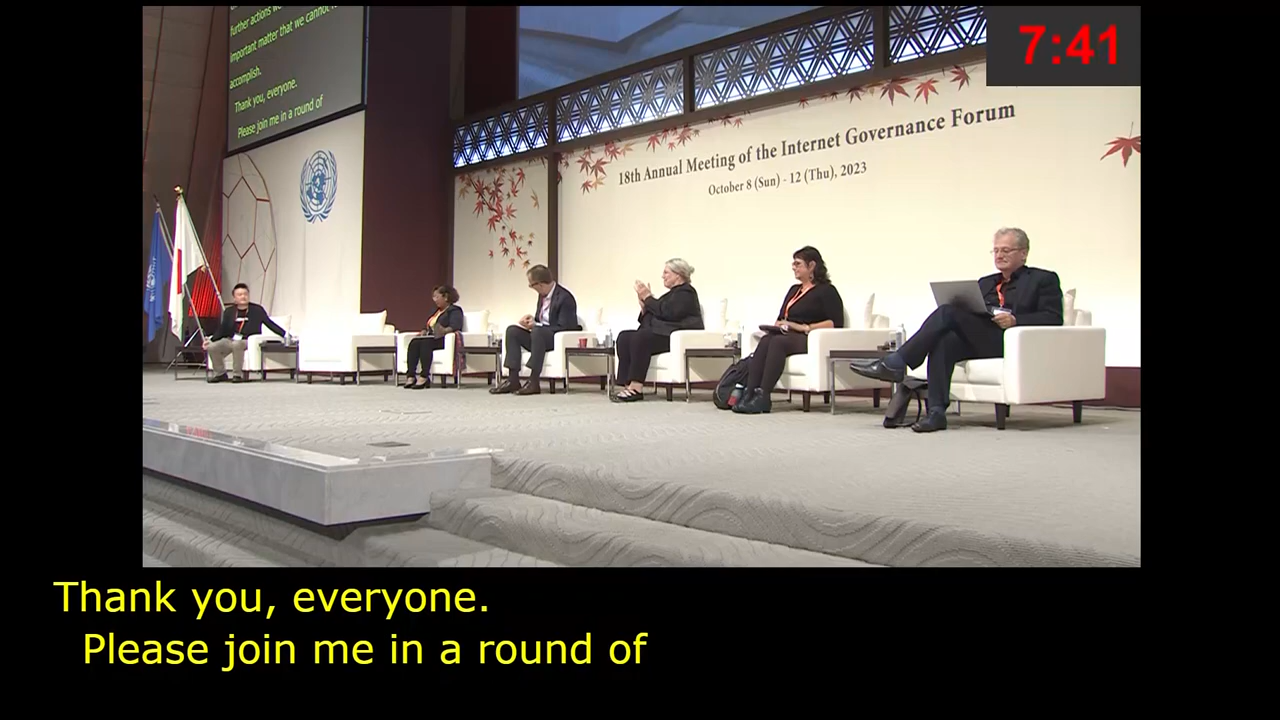 further actions
important matter that we cannot
accomplish.
Thank you, everyone.
Please join me in a round of
7:41
18th Annual Meeting of the Internet Governance Forum
October 8 (Sun) - 12 (Thu), 2023
Thank you, everyone.
Please join me in a round of